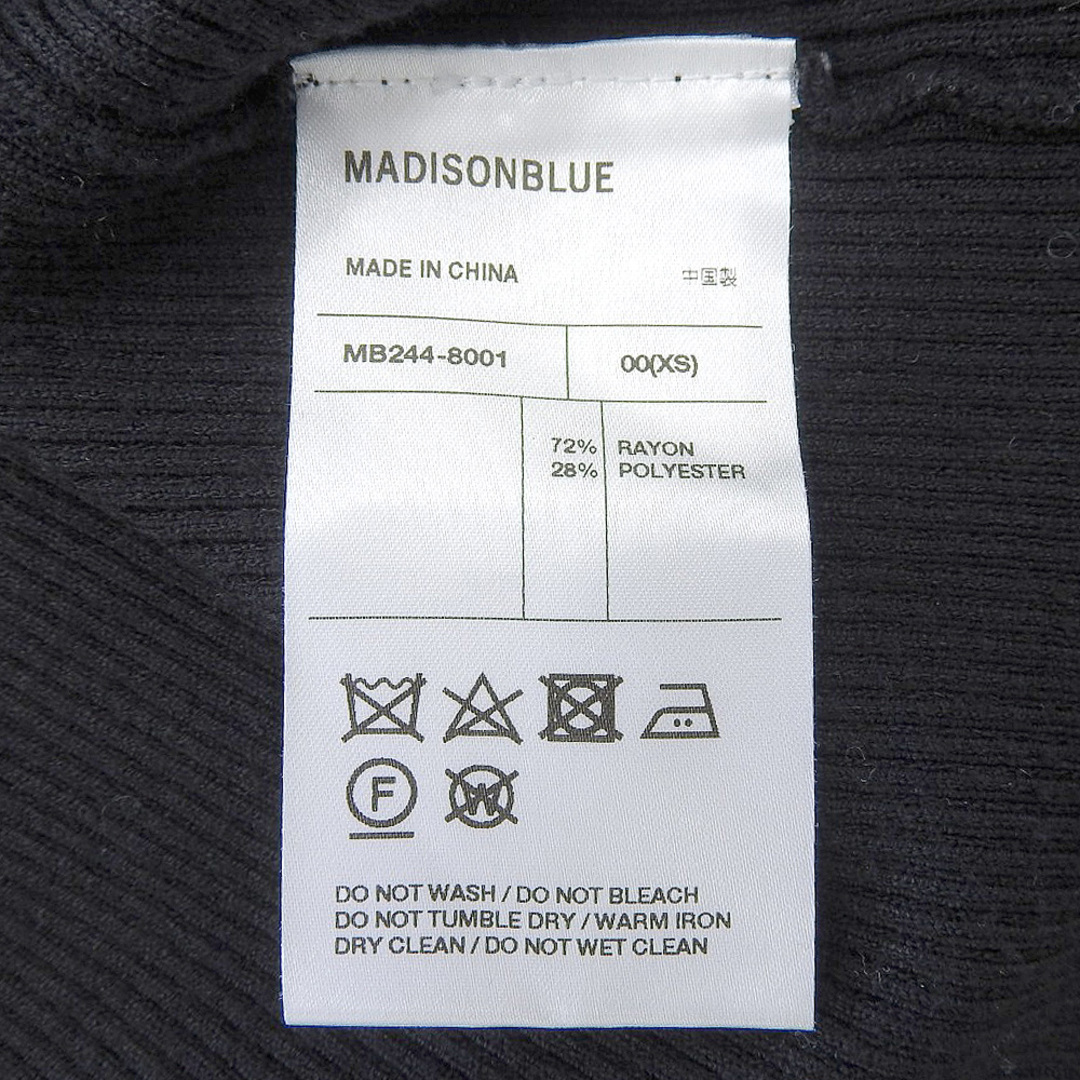 MADISONBLUE
MADE IN CHINA 中国製
MB244-8001 00(XS)
72% RAYON
28% POLYESTER
F W
DO NOT WASH / DO NOT BLEACH
DO NOT TUMBLE DRY / WARM IRON
DRY CLEAN / DO NOT WET CLEAN